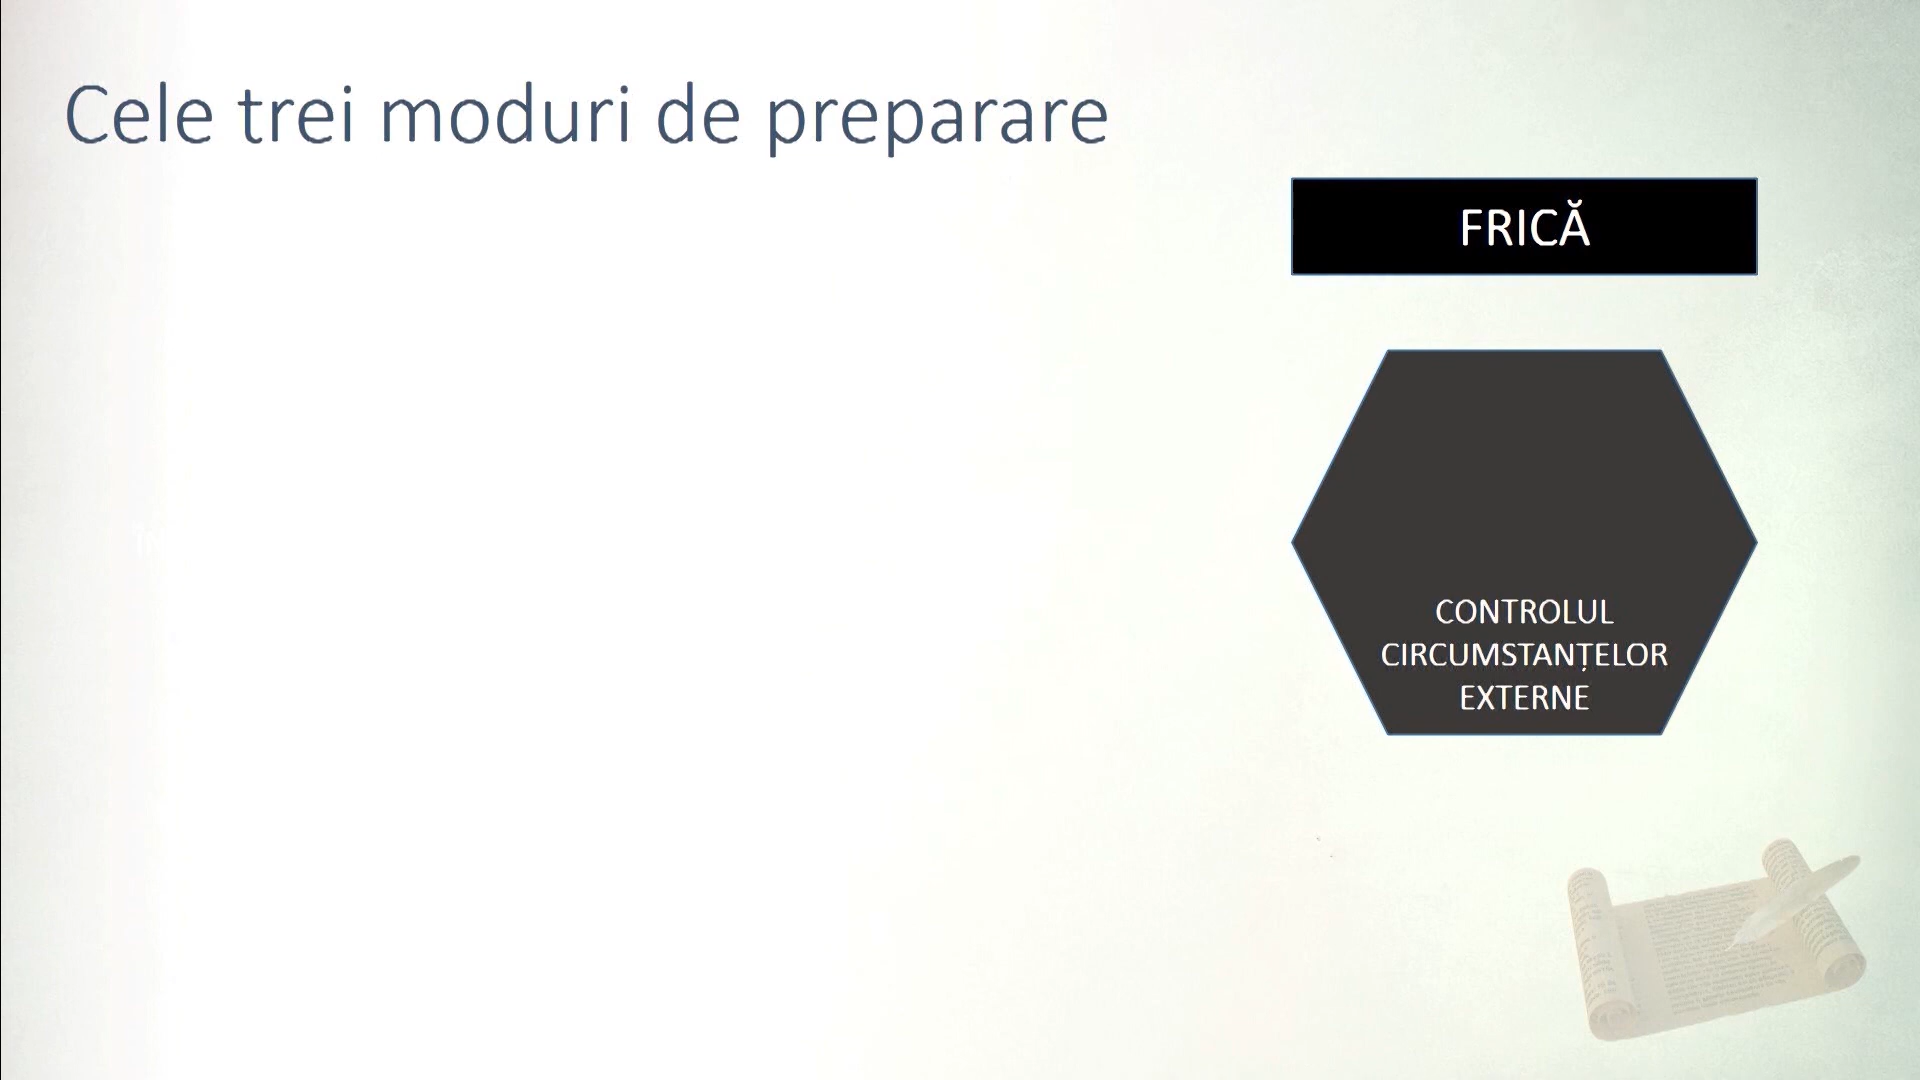 Cele trei moduri de preparare
FRICĂ
CONTROLUL
CIRCUMSTANȚELOR
EXTERNE